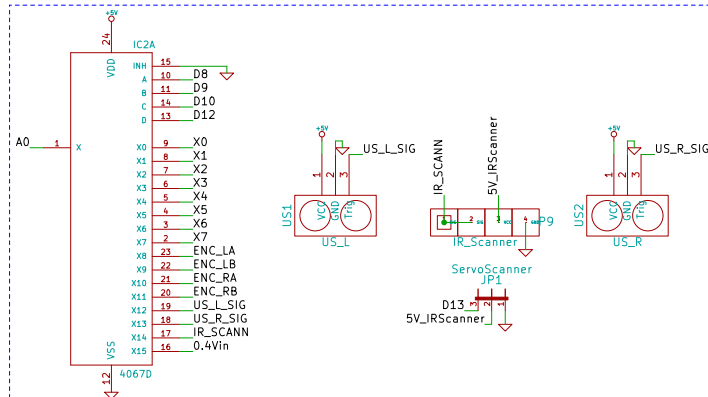 +5V
24
IC2A
VDD
INH 15
A 10 D8
B 11 D9
C 14 D10
D 13 D12
A0 1 X
X0 9 X0
X1 8 X1
X2 7 X2
X3 6 X3
X4 5 X4
X5 4 X5
X6 3 X6
X7 2 X7
X8 23 ENC_LA
X9 22 ENC_LB
X10 21 ENC_RA
X11 20 ENC_RB
X12 19 US_L_SIG
X13 18 US_R_SIG
X14 17 IR_SCANN
X15 16 0.4Vin
VSS
12
4067D
+5V
US_L_SIG
1 2 3
US1
VCC GND Trig
US_L
IR_SCANN
5V_IRScanner
2 SIG
3 VCC
4 GND
P9
IR_Scanner
ServoScanner
JP1
D13
3 2 1
5V_IRScanner
+5V
US_R_SIG
1 2 3
US2
VCC GND Trig
US_R